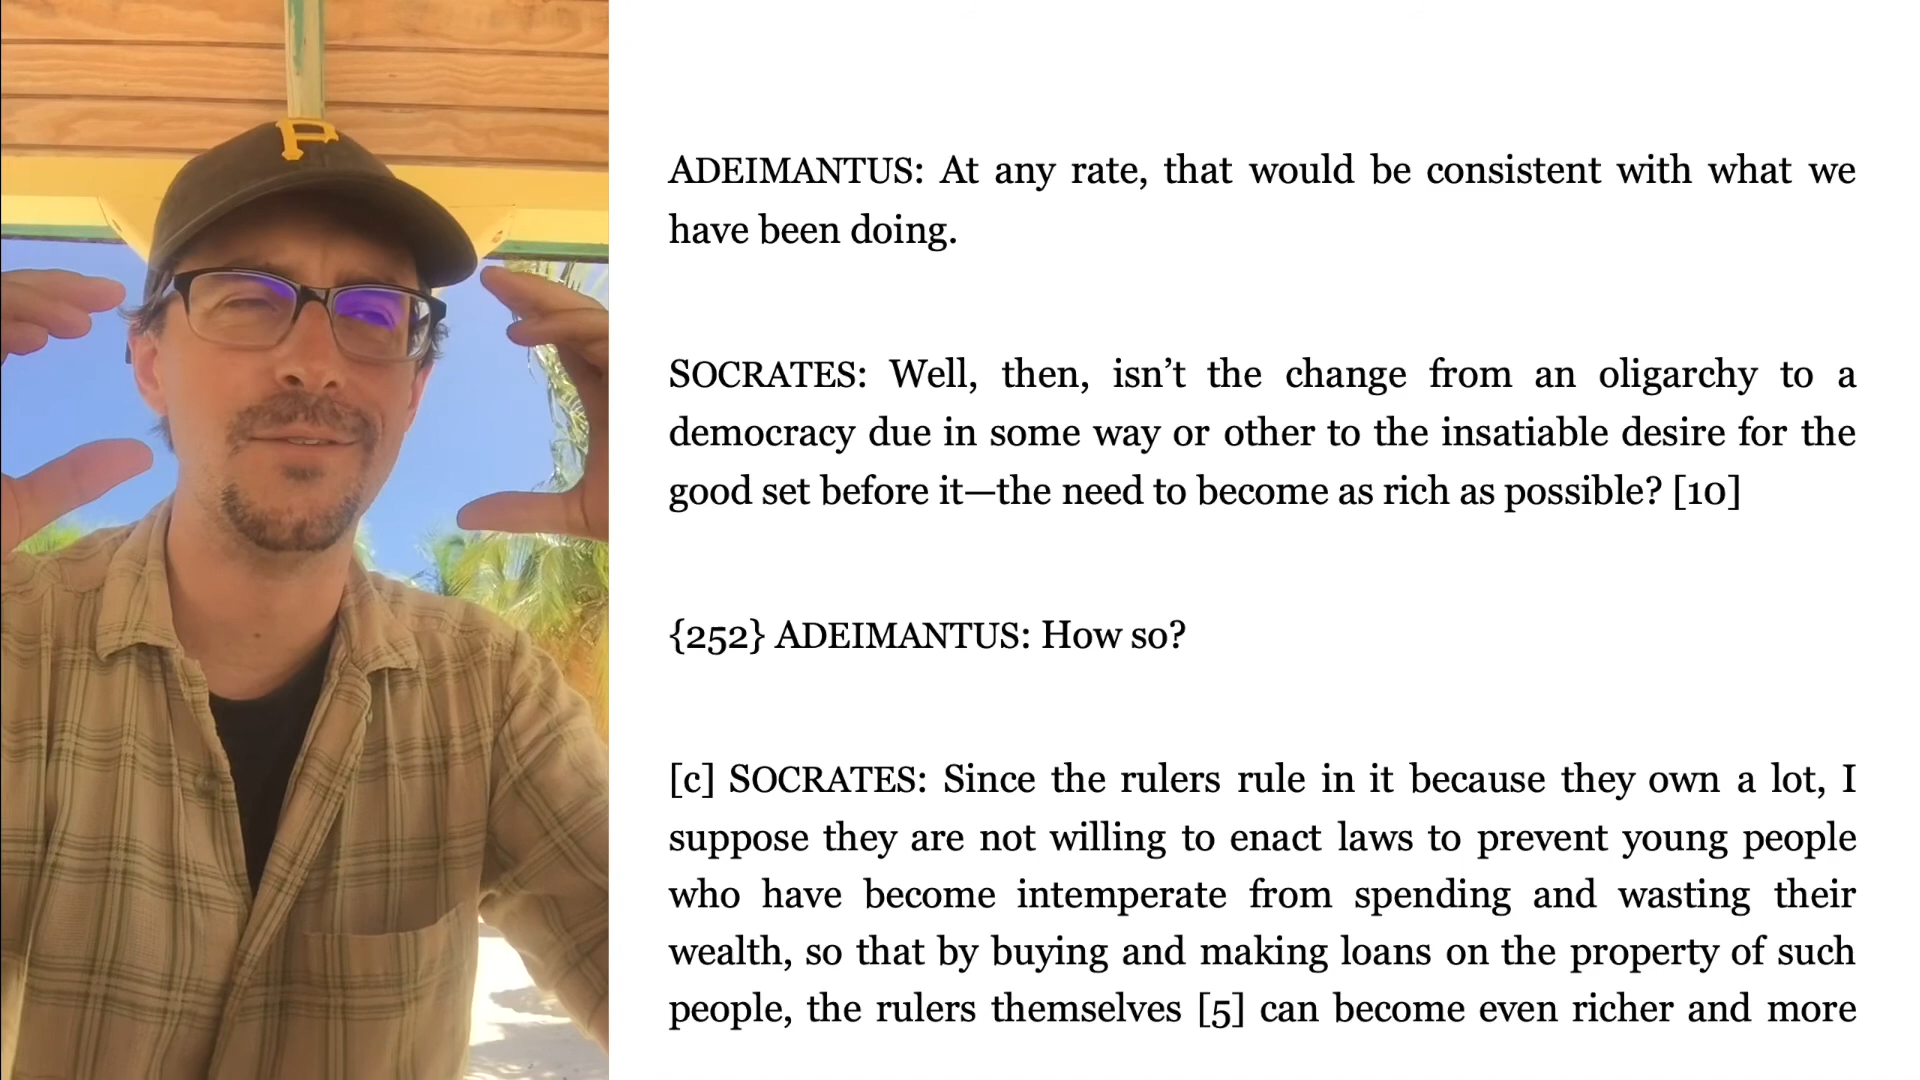 P
ADEIMANTUS: At any rate, that would be consistent with what we
have been doing.
SOCRATES: Well, then, isn’t the change from an oligarchy to a
democracy due in some way or other to the insatiable desire for the
good set before it—the need to become as rich as possible? [10]
{252} ADEIMANTUS: How so?
[c] SOCRATES: Since the rulers rule in it because they own a lot, I
suppose they are not willing to enact laws to prevent young people
who have become intemperate from spending and wasting their
wealth, so that by buying and making loans on the property of such
people, the rulers themselves [5] can become even richer and more